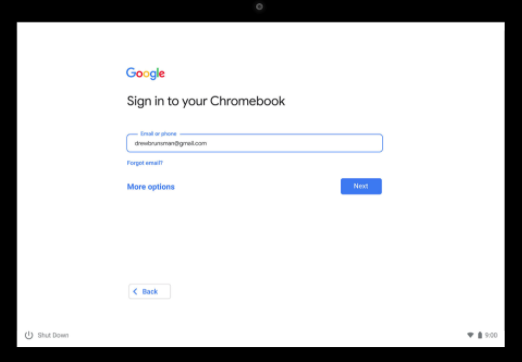 Google
Sign in to your Chromebook
Email or phone
drewbrunsman@gmail.com
Forgot email?
More options
Next
Back
Shut Down
9:00